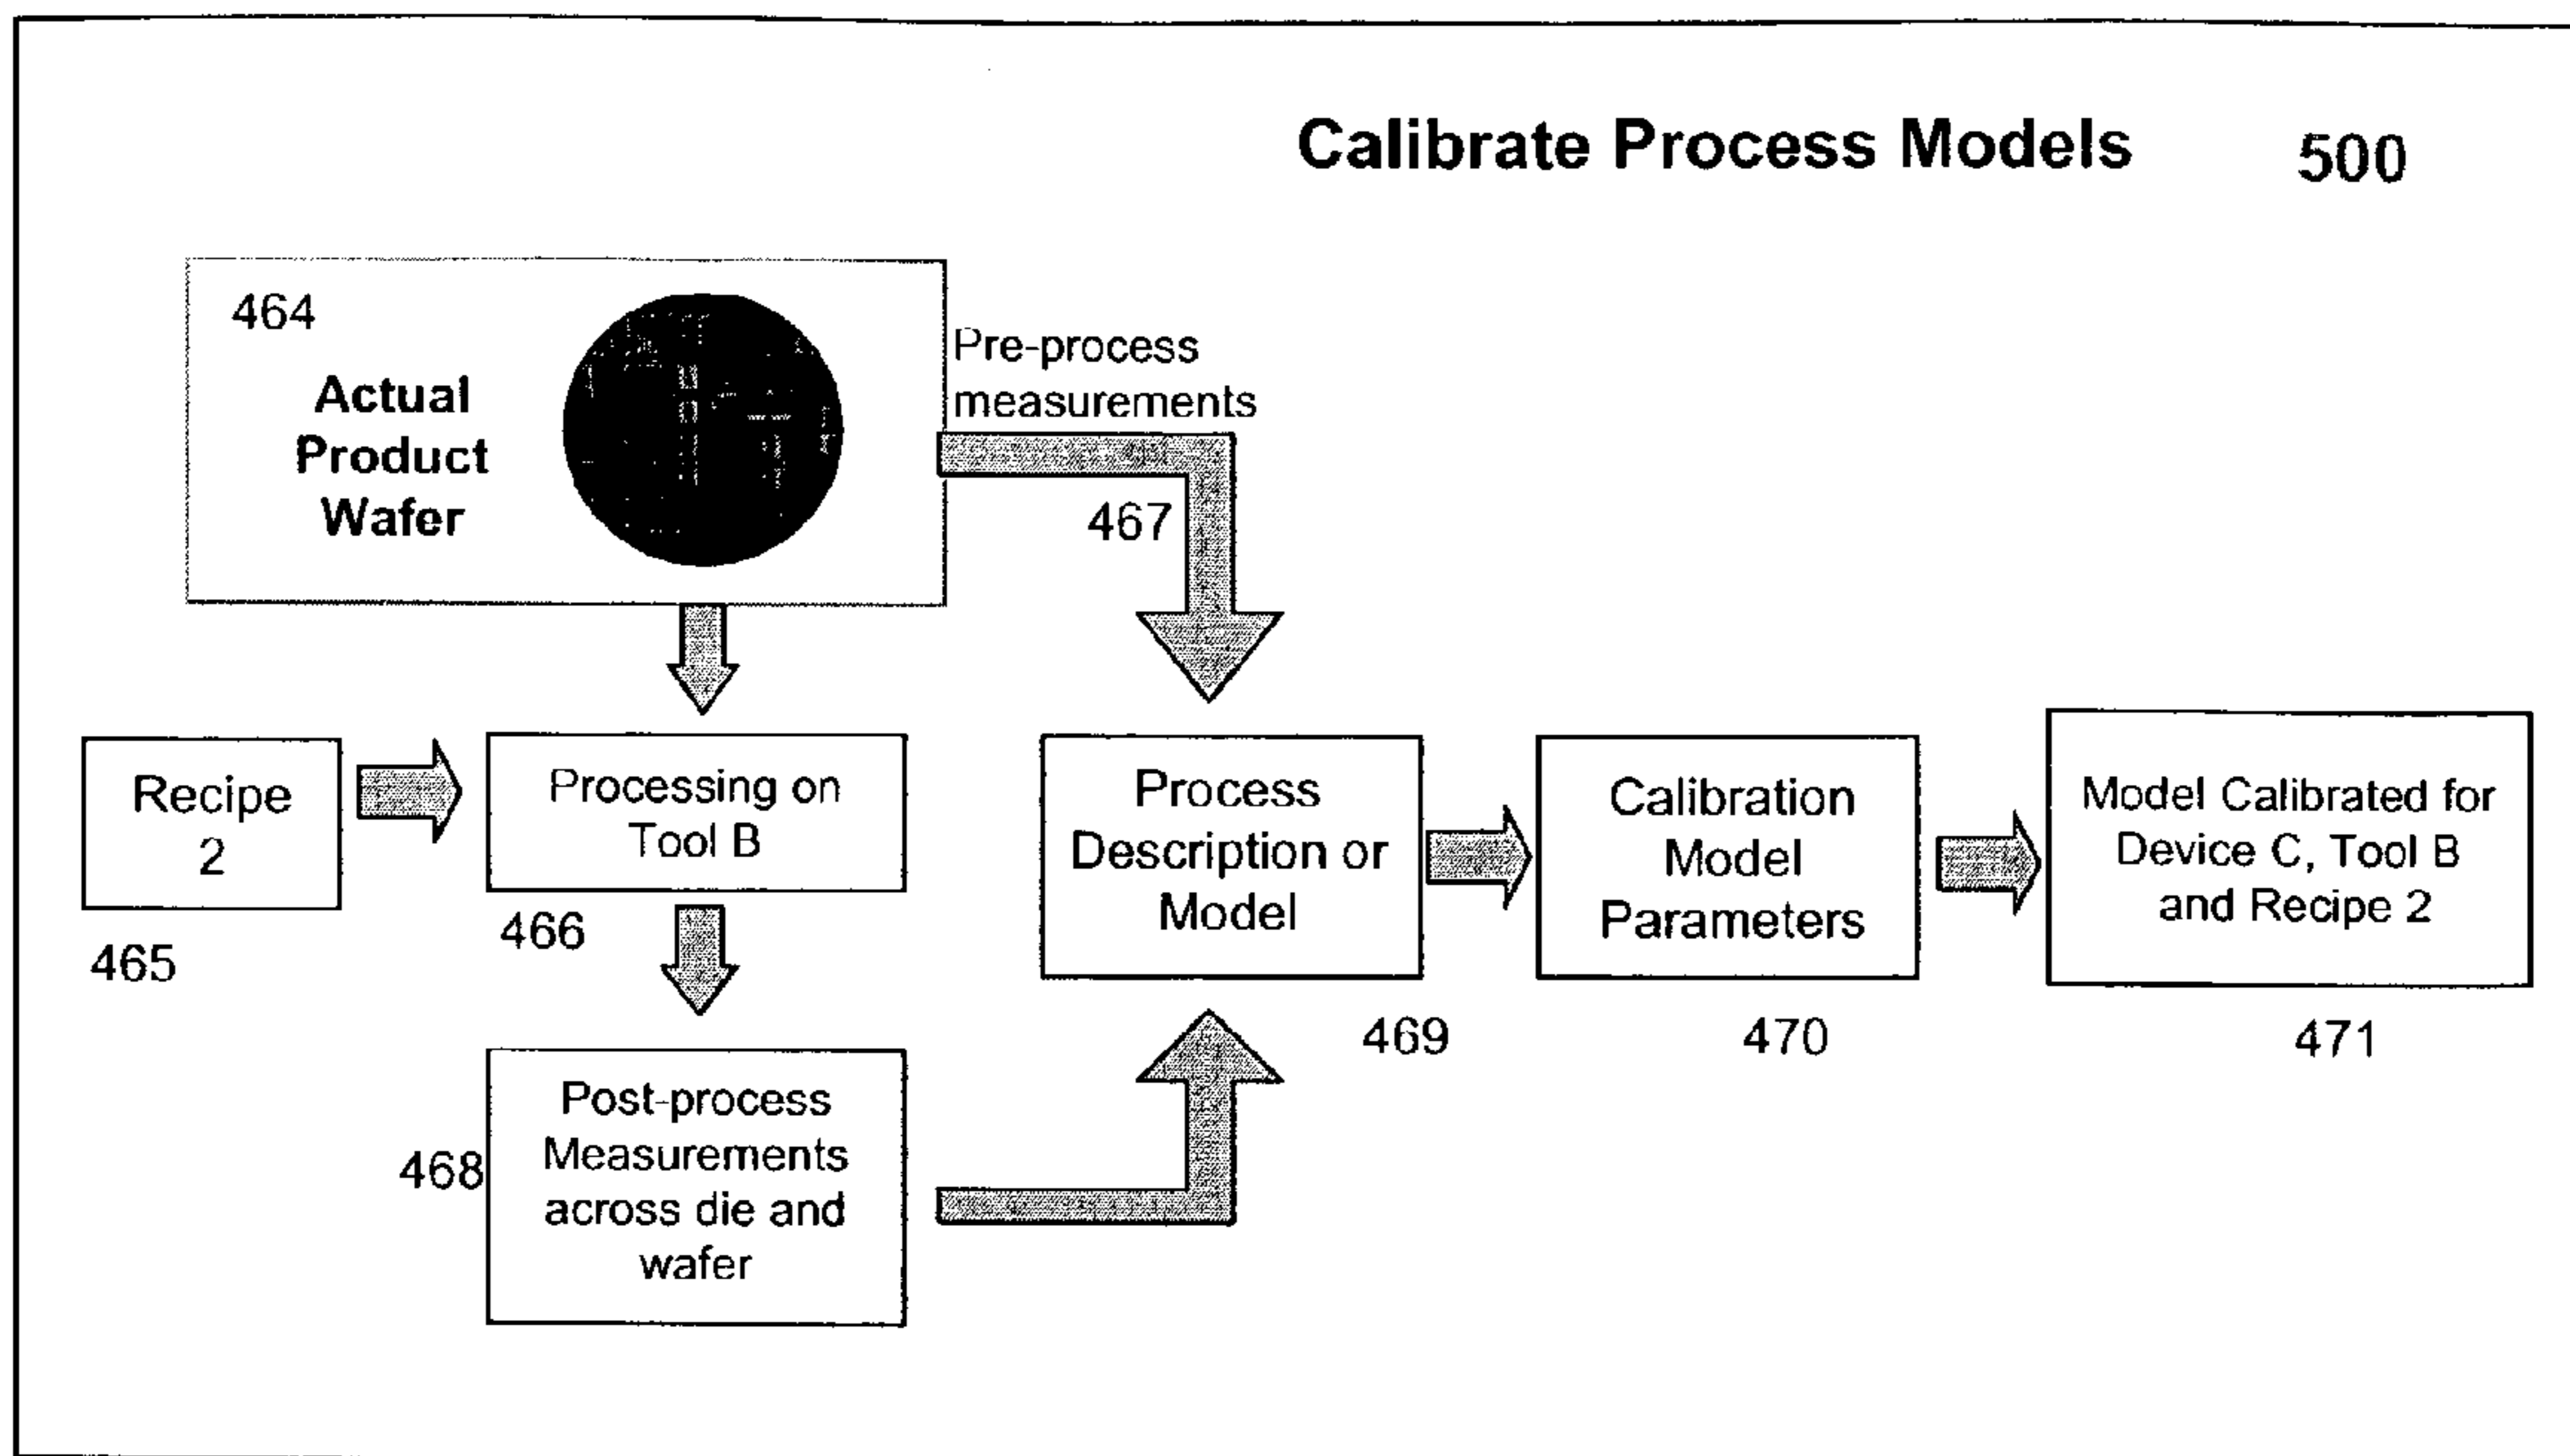 Calibrate Process Models 500
464
Actual
Product
Wafer
Pre-process
measurements
467
Recipe
2
465
Processing on
Tool B
466
Post-process
Measurements
across die and
wafer
468
Process
Description or
Model
469
Calibration
Model
Parameters
470
Model Calibrated for
Device C, Tool B
and Recipe 2
471